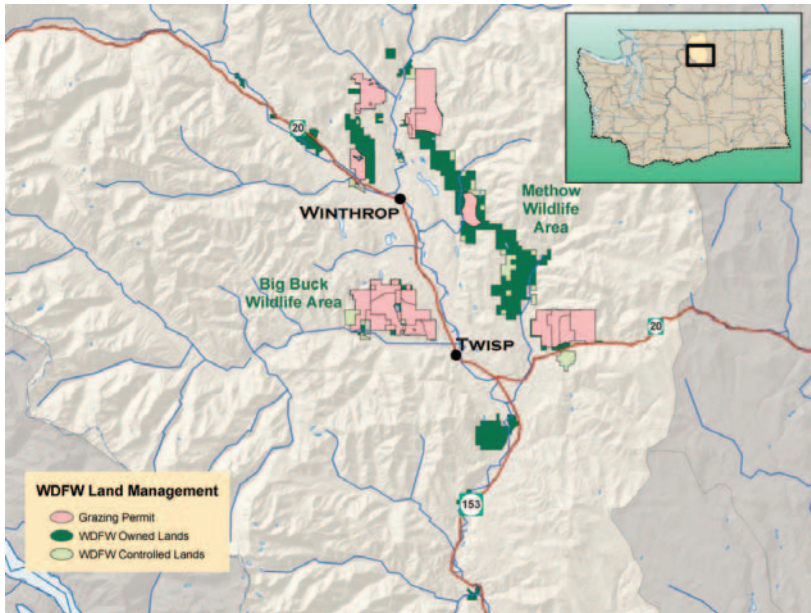 20
WINTHROP
Methow
Wildlife
Area
Big Buck
Wildlife Area
TWISP
20
153
WDFW Land Management
Grazing Permit
WDFW Owned Lands
WDFW Controlled Lands